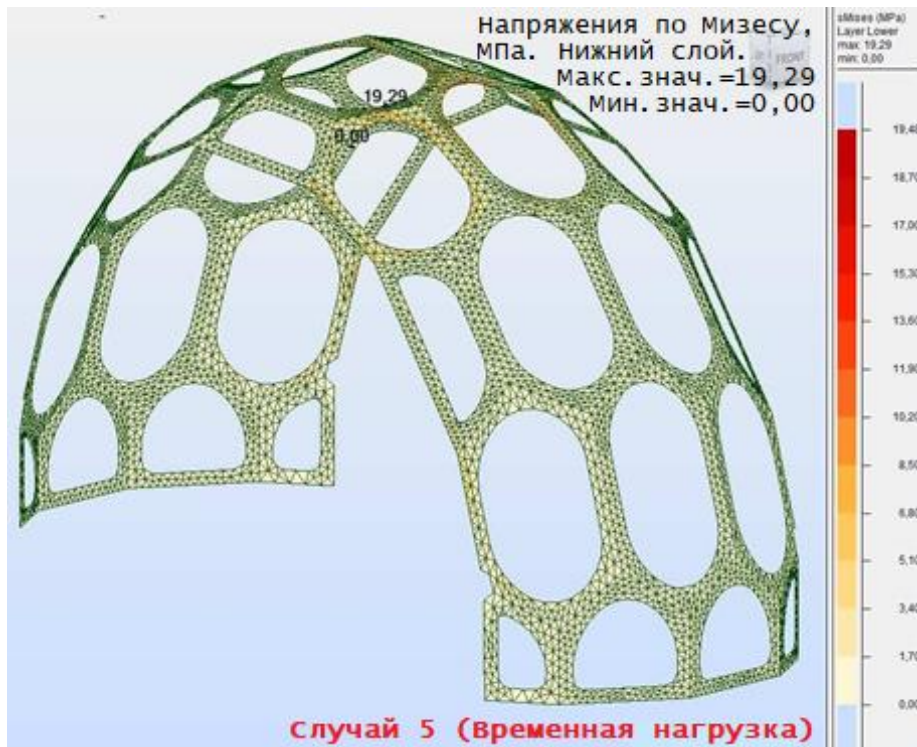 Напряжения по Мизесу,
МПа. Нижний слой.
Макс.знач.=19,29
Мин.знач.=0,00
FRONT
sMises (MPa)
Layer Lower
max: 19,29
min: 0,00
19,29
0,00
19,40
18,70
17,00
15,30
13,60
11,90
10,20
8,50
6,80
5,10
3,40
1,70
0,00
Случай 5 (Временная нагрузка)